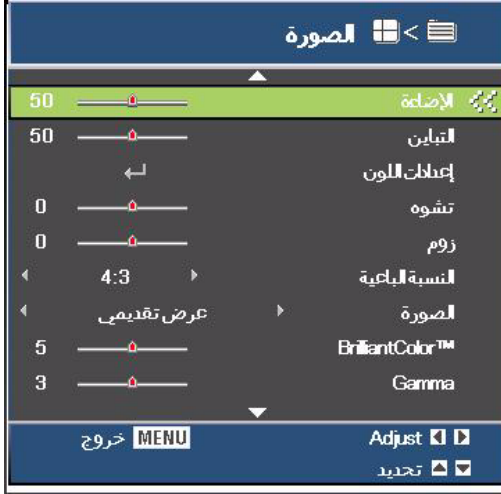 الصورة
الإضاءة 50
التباين 50
إعدادات اللون
تشوه 0
زوم 0
النسبة الباعية 4:3
الصورة عرض تقديمي
BrilliantColor™ 5
Gamma 3
Adjust MENU خروج
تحديد